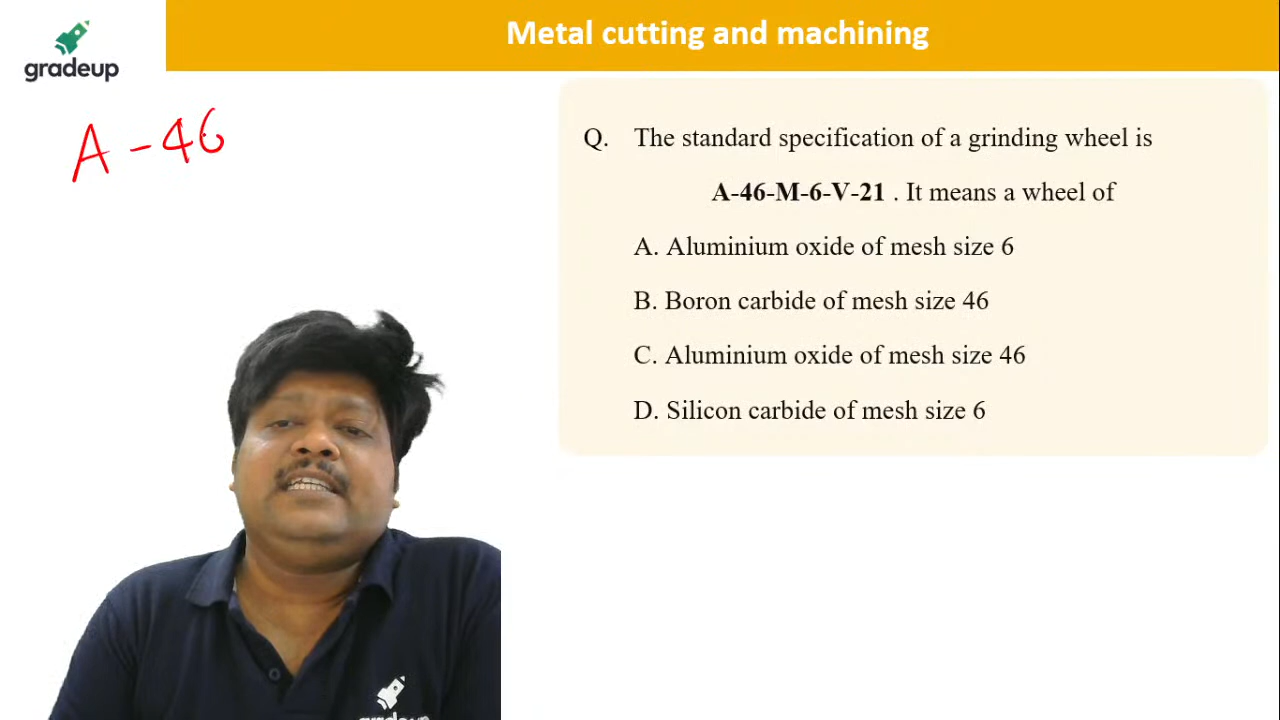 Metal cutting and machining
gradeup
A - 46
Q. The standard specification of a grinding wheel is
A-46-M-6-V-21 . It means a wheel of
A. Aluminium oxide of mesh size 6
B. Boron carbide of mesh size 46
C. Aluminium oxide of mesh size 46
D. Silicon carbide of mesh size 6
gradeup